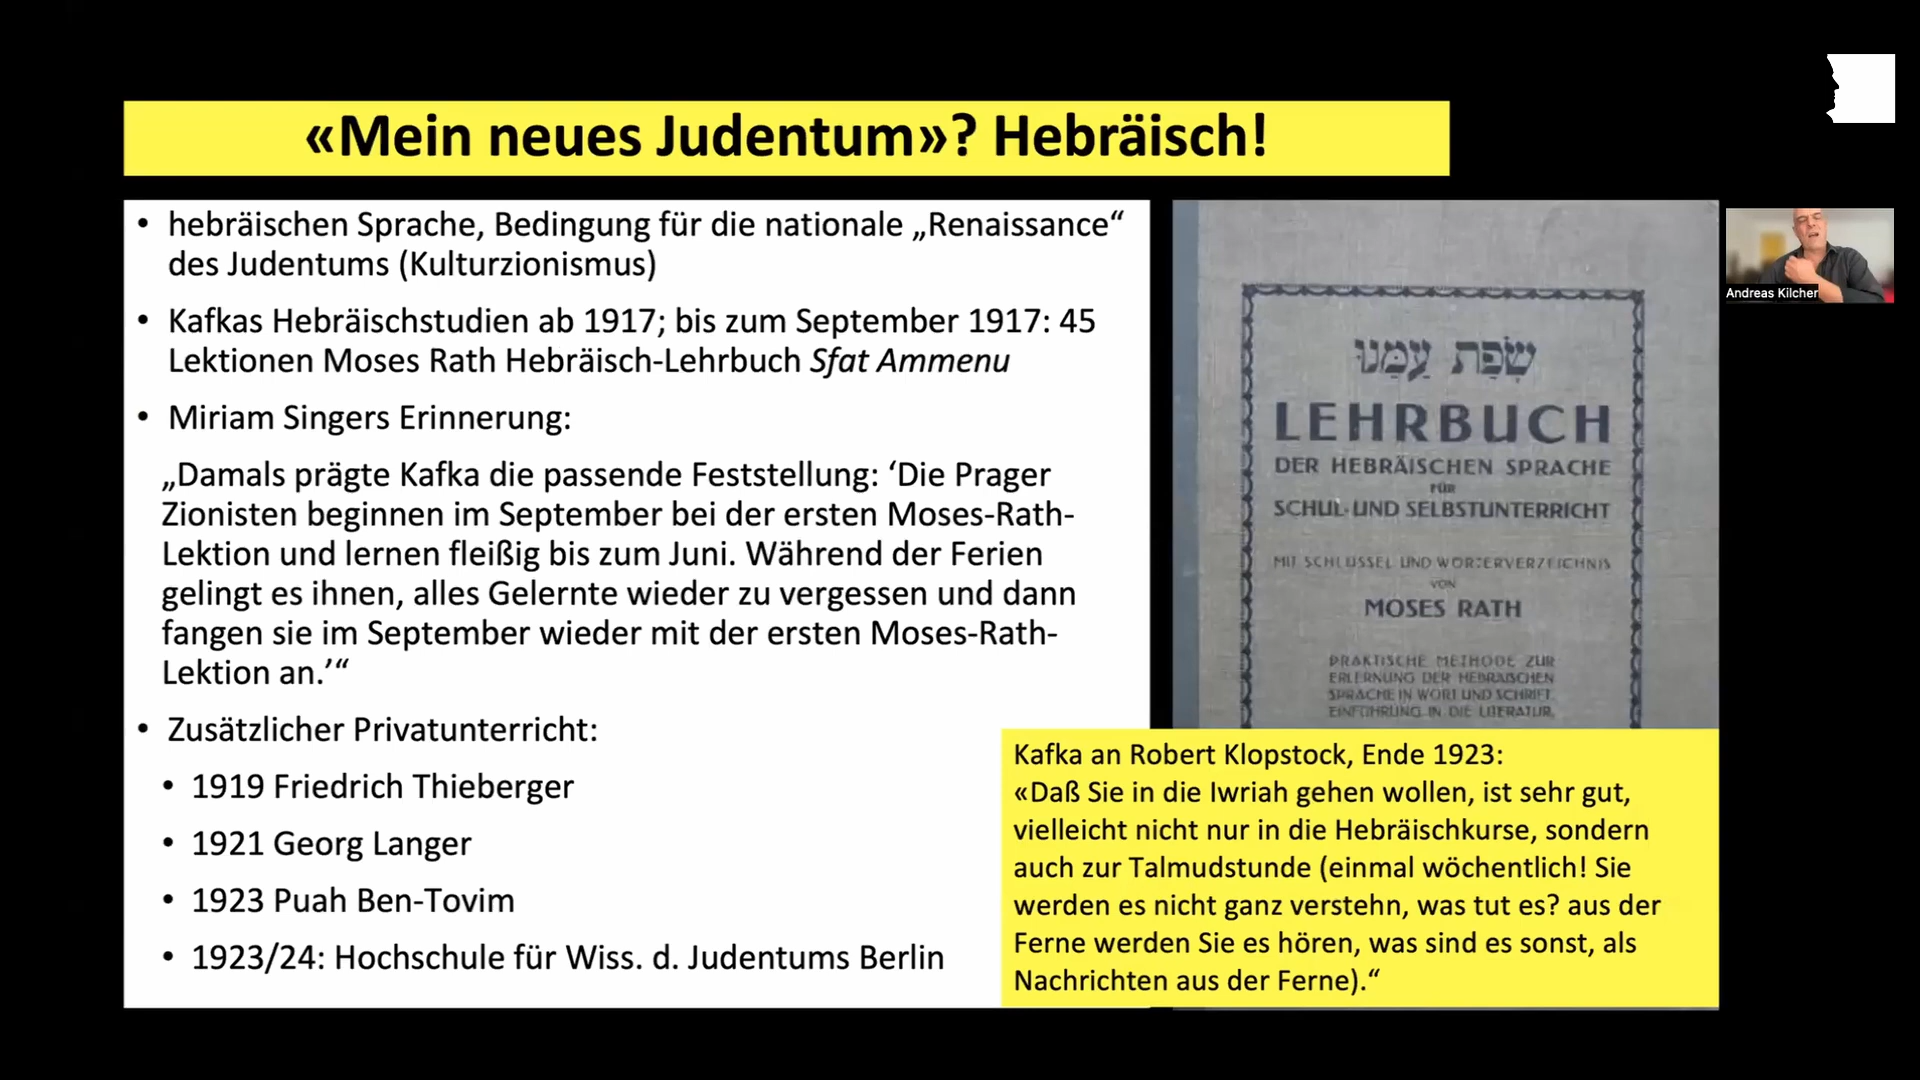 «Mein neues Judentum»? Hebräisch!
• hebräischen Sprache, Bedingung für die nationale „Renaissance“
des Judentums (Kulturzionismus)
• Kafkas Hebräischstudien ab 1917; bis zum September 1917: 45
Lektionen Moses Rath Hebräisch-Lehrbuch Sfat Ammenu
• Miriam Singers Erinnerung:
„Damals prägte Kafka die passende Feststellung: ‘Die Prager
Zionisten beginnen im September bei der ersten Moses-Rath-
Lektion und lernen fleißig bis zum Juni. Während der Ferien
gelingt es ihnen, alles Gelernte wieder zu vergessen und dann
fangen sie im September wieder mit der ersten Moses-Rath-
Lektion an.’“
• Zusätzlicher Privatunterricht:
• 1919 Friedrich Thieberger
• 1921 Georg Langer
• 1923 Puah Ben-Tovim
• 1923/24: Hochschule für Wiss. d. Judentums Berlin
שְׂפַת עַמֵּנוּ
LEHRBUCH
DER HEBRÄISCHEN SPRACHE
FÜR
SCHUL- UND SELBSTUNTERRICHT
MIT SCHLÜSSEL UND WÖRTERVERZEICHNIS
VON
MOSES RATH
PRAKTISCHE METHODE ZUR
ERLERNUNG DER HEBRÄISCHEN
SPRACHE IN WORT UND SCHRIFT.
EINFÜHRUNG IN DIE LITERATUR.
Kafka an Robert Klopstock, Ende 1923:
«Daß Sie in die Iwriah gehen wollen, ist sehr gut,
vielleicht nicht nur in die Hebräischkurse, sondern
auch zur Talmudstunde (einmal wöchentlich! Sie
werden es nicht ganz verstehn, was tut es? aus der
Ferne werden Sie es hören, was sind es sonst, als
Nachrichten aus der Ferne).“
Andreas Kilcher